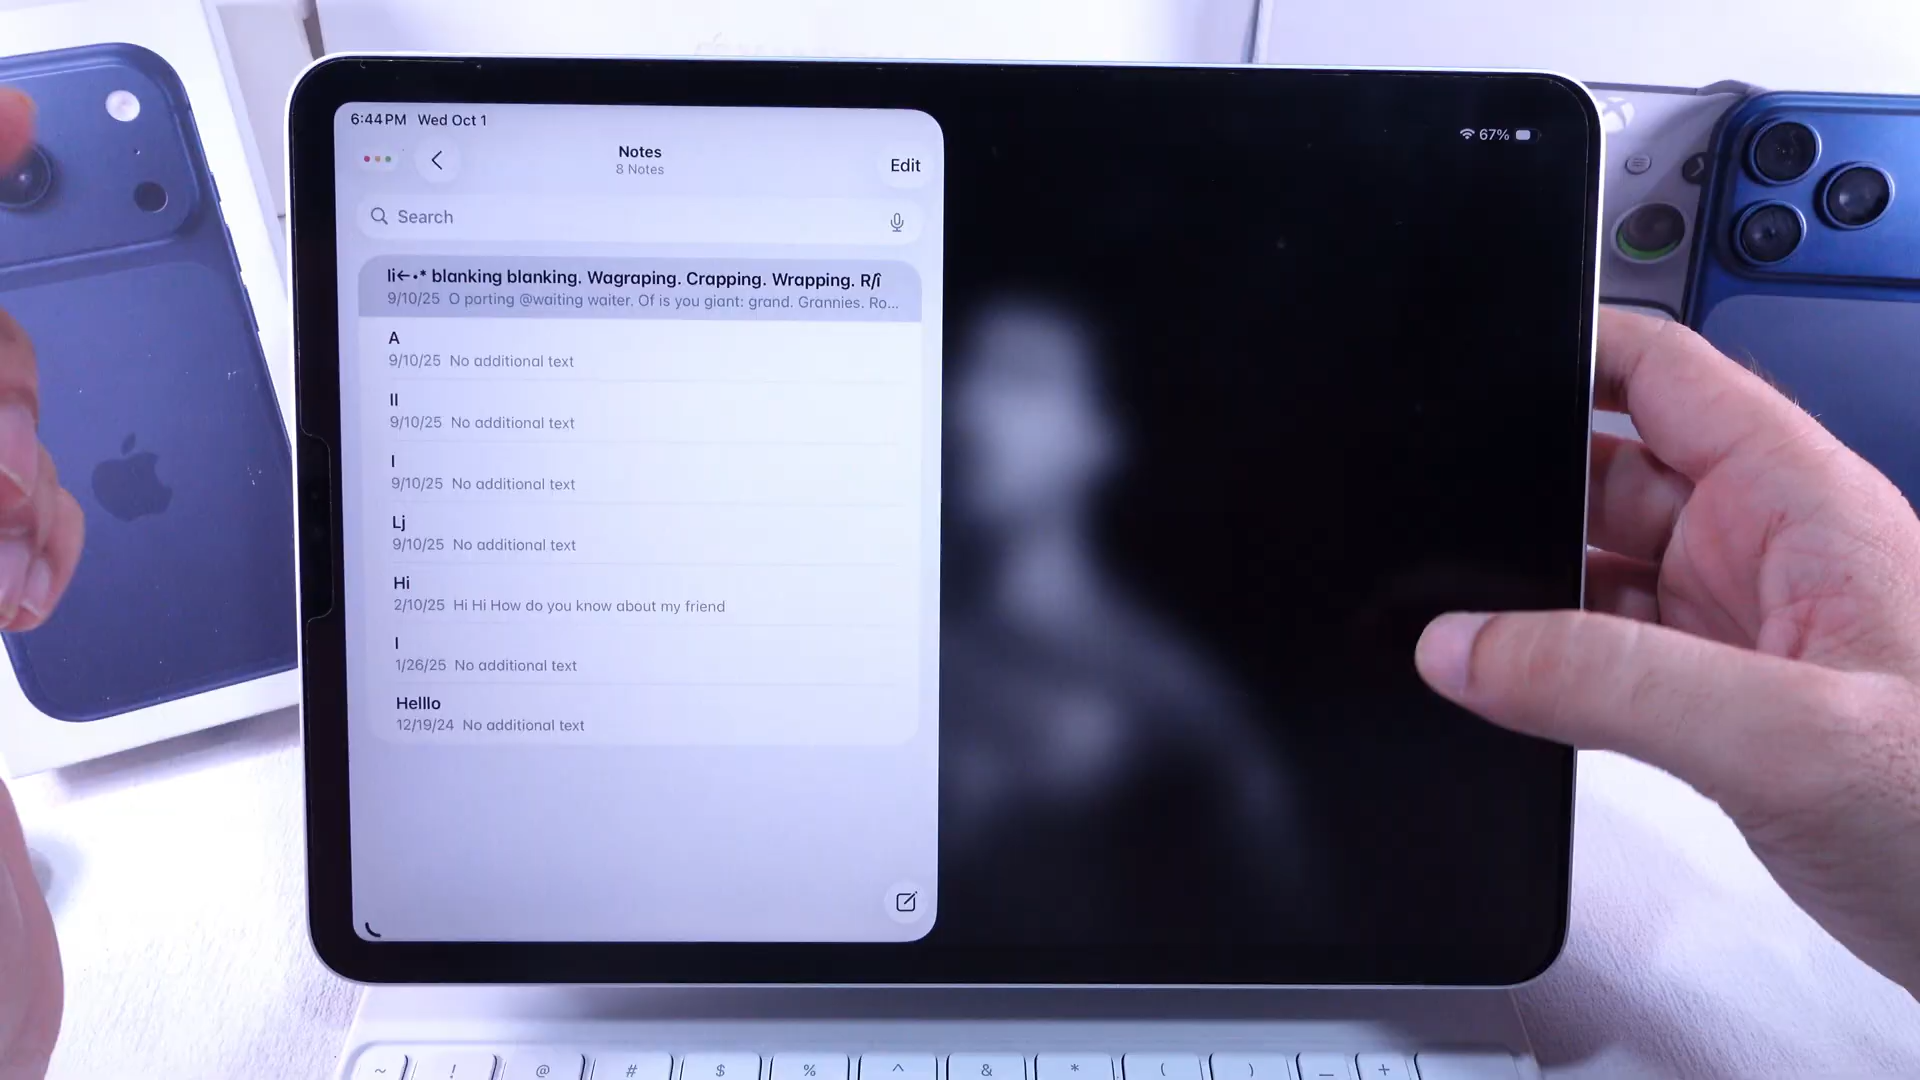 6:44 PM Wed Oct 1
67%
Notes
8 Notes
Edit
Search
li←•* blanking blanking. Wagraping. Crapping. Wrapping. R/î
9/10/25 O porting @waiting waiter. Of is you giant: grand. Grannies. Ro...
A
9/10/25 No additional text
II
9/10/25 No additional text
I
9/10/25 No additional text
Lj
9/10/25 No additional text
Hi
2/10/25 Hi Hi How do you know about my friend
I
1/26/25 No additional text
Helllo
12/19/24 No additional text
~ ! @ # $ % ^ & * ( ) _ +